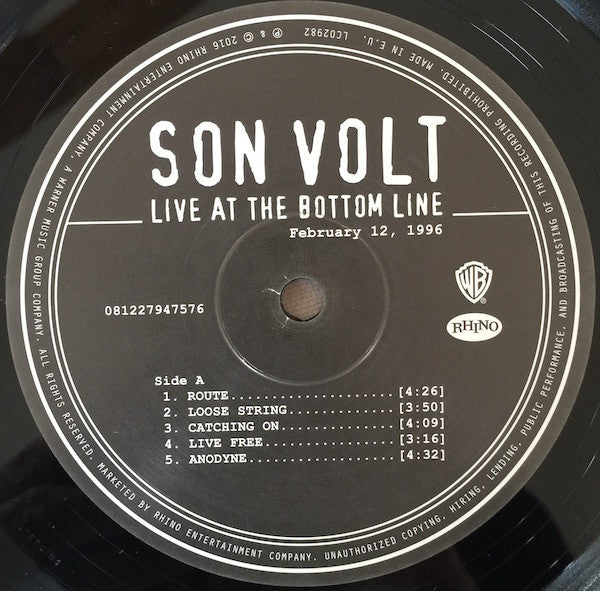 SON VOLT
LIVE AT THE BOTTOM LINE
February 12, 1996
081227947576
WB
®
RHINO
Side A
1. ROUTE.....................[4:26]
2. LOOSE STRING..............[3:50]
3. CATCHING ON...............[4:09]
4. LIVE FREE.................[3:16]
5. ANODYNE...................[4:32]
℗ & © 2016 RHINO ENTERTAINMENT COMPANY, A WARNER MUSIC GROUP COMPANY. ALL RIGHTS RESERVED. MARKETED BY RHINO ENTERTAINMENT COMPANY. UNAUTHORIZED COPYING, HIRING, LENDING, PUBLIC PERFORMANCE, AND BROADCASTING OF THIS RECORDING PROHIBITED. MADE IN E.U. LC02982